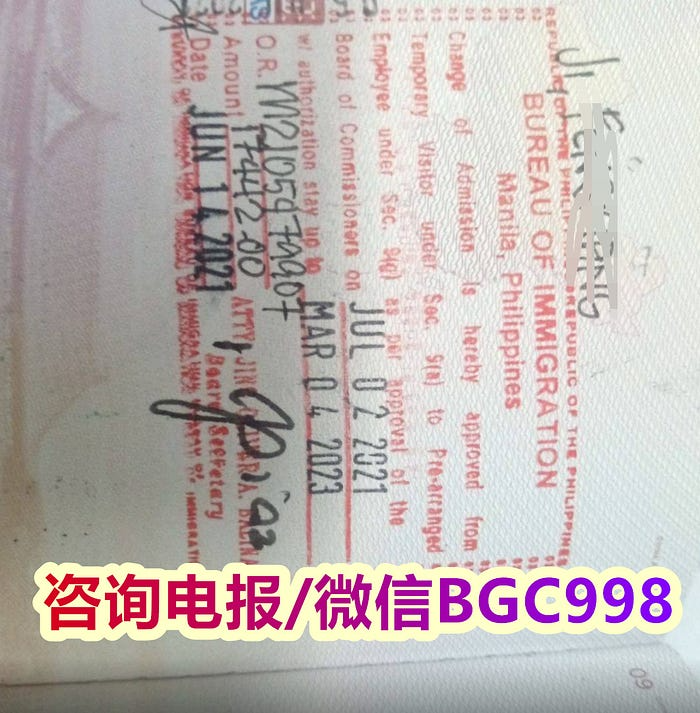 REPUBLIC OF THE PHILIPPINES
BUREAU OF IMMIGRATION
Manila, Philippines
Change of Admission is hereby approved from
Temporary Visitor under Sec. 9(a) to Pre-arranged
Employee under Sec. 9(g) as per approval of the
Board of Commissioners on JUL 02 2021
w/ authorization stay up to MAR 04 2023
O.R.
Amount 17442.00
Date JUN 14 2021
ATTY.
Board Secretary
咨询电报/微信BGC998
09